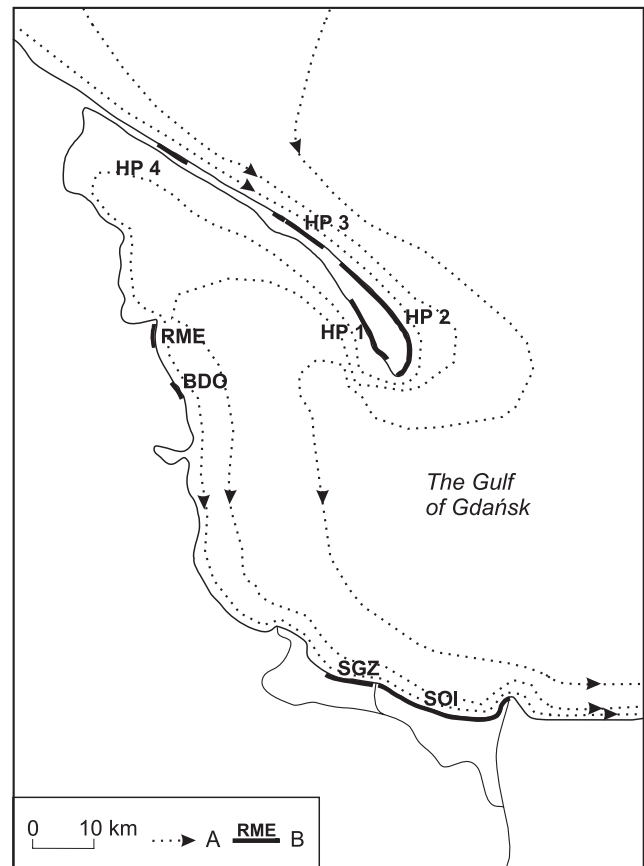 HP 4
HP 3
HP 2
HP 1
RME
BDO
The Gulf
of Gdańsk
SGZ
SOI
0 10 km
A
RME
B